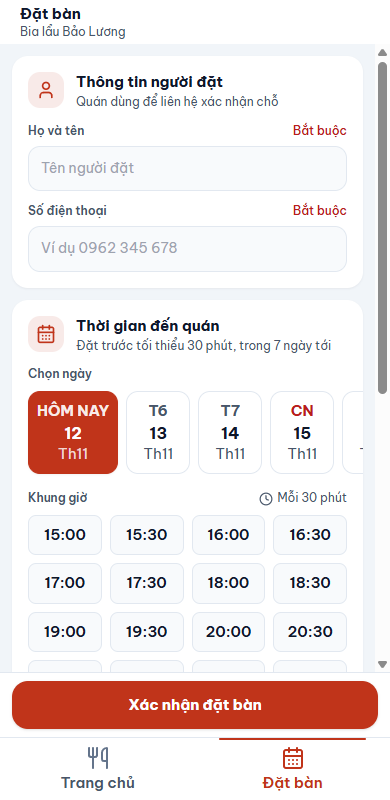 Đặt bàn
Bia lẩu Bảo Lương
Thông tin người đặt
Quán dùng để liên hệ xác nhận chỗ
Họ và tên Bắt buộc
Tên người đặt
Số điện thoại Bắt buộc
Ví dụ 0962 345 678
Thời gian đến quán
Đặt trước tối thiểu 30 phút, trong 7 ngày tới
Chọn ngày
HÔM NAY T6 T7 CN
12 13 14 15
Th11 Th11 Th11 Th11
Khung giờ Mỗi 30 phút
15:00 15:30 16:00 16:30
17:00 17:30 18:00 18:30
19:00 19:30 20:00 20:30
Xác nhận đặt bàn
Trang chủ Đặt bàn